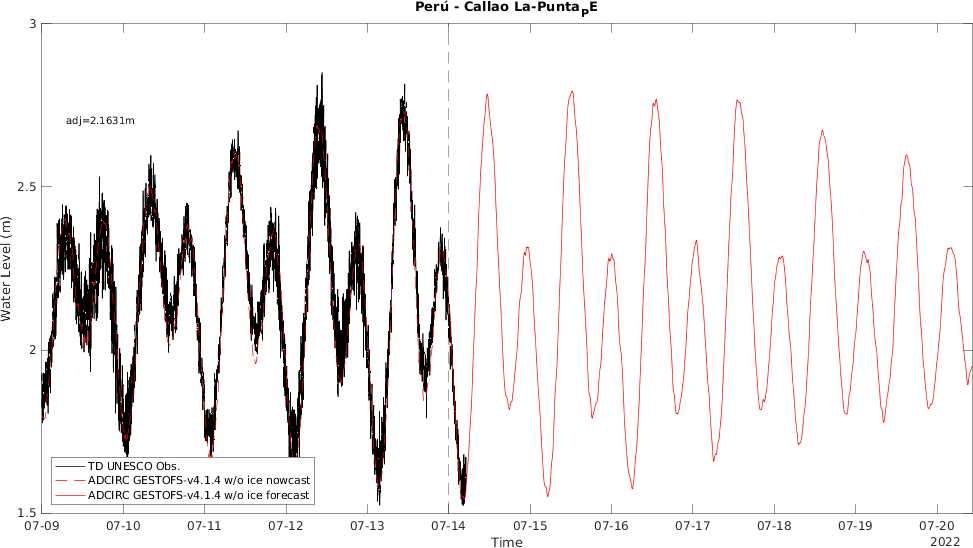 Perú - Callao La-PuntapE
3
adj=2.1631m
2.5
Water Level (m)
2
TD UNESCO Obs.
ADCIRC GESTOFS-v4.1.4 w/o ice nowcast
ADCIRC GESTOFS-v4.1.4 w/o ice forecast
1.5
07-09 07-10 07-11 07-12 07-13 07-14 07-15 07-16 07-17 07-18 07-19 07-20
Time
2022